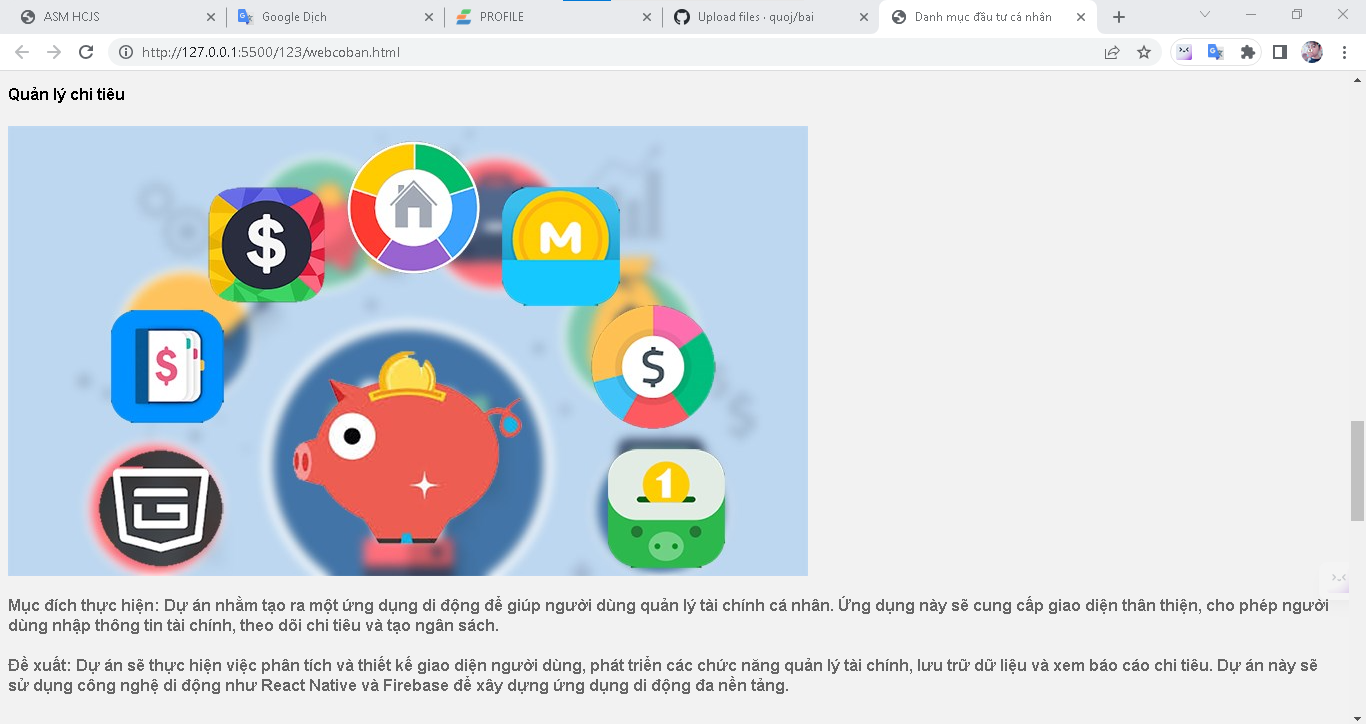 ASM HCJS
Google Dịch
PROFILE
Upload files · quoj/bai
Danh mục đầu tư cá nhân
http://127.0.0.1:5500/123/webcoban.html
Quản lý chi tiêu
$
M
$
$
G
1
Mục đích thực hiện: Dự án nhằm tạo ra một ứng dụng di động để giúp người dùng quản lý tài chính cá nhân. Ứng dụng này sẽ cung cấp giao diện thân thiện, cho phép người
dùng nhập thông tin tài chính, theo dõi chi tiêu và tạo ngân sách.
Đề xuất: Dự án sẽ thực hiện việc phân tích và thiết kế giao diện người dùng, phát triển các chức năng quản lý tài chính, lưu trữ dữ liệu và xem báo cáo chi tiêu. Dự án này sẽ
sử dụng công nghệ di động như React Native và Firebase để xây dựng ứng dụng di động đa nền tảng.